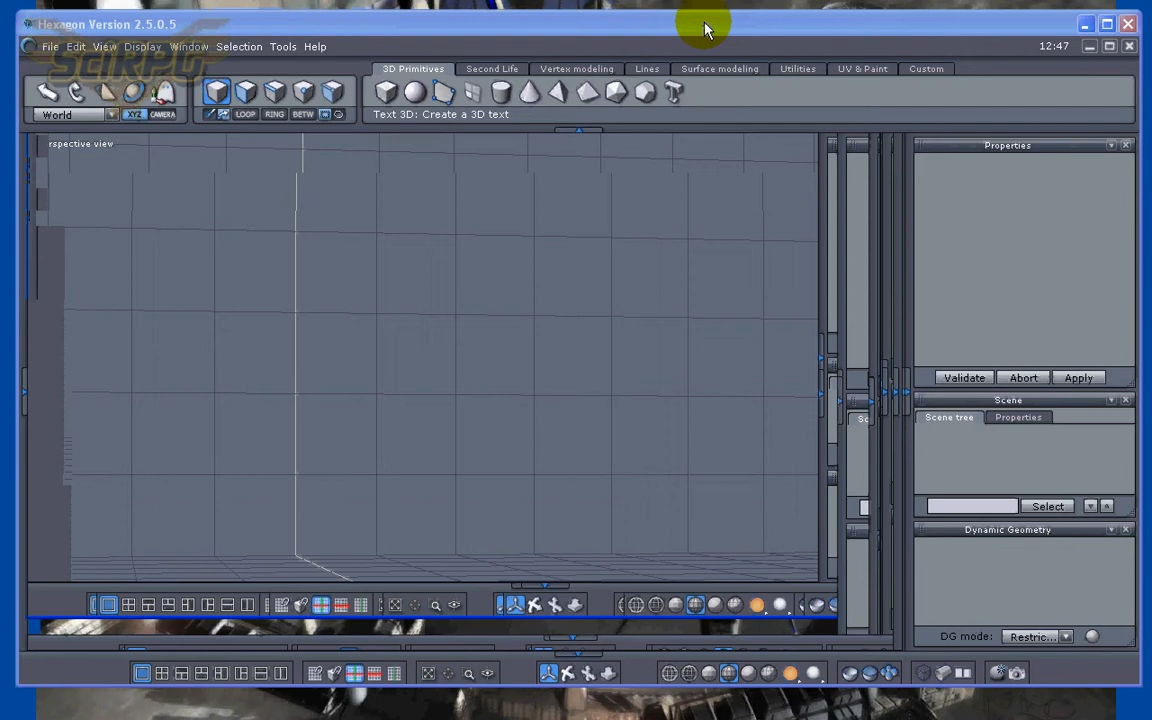 Hexagon Version 2.5.0.5
File Edit View Display Window Selection Tools Help 12:47
SCIRPG
3D Primitives Second Life Vertex modeling Lines Surface modeling Utilities UV & Paint Custom
World XYZ CAMERA LOOP RING BETW Text 3D: Create a 3D text
rspective view
Properties
Validate Abort Apply
Scene
Scene tree Properties
Sc
Select
Dynamic Geometry
DG mode: Restric...